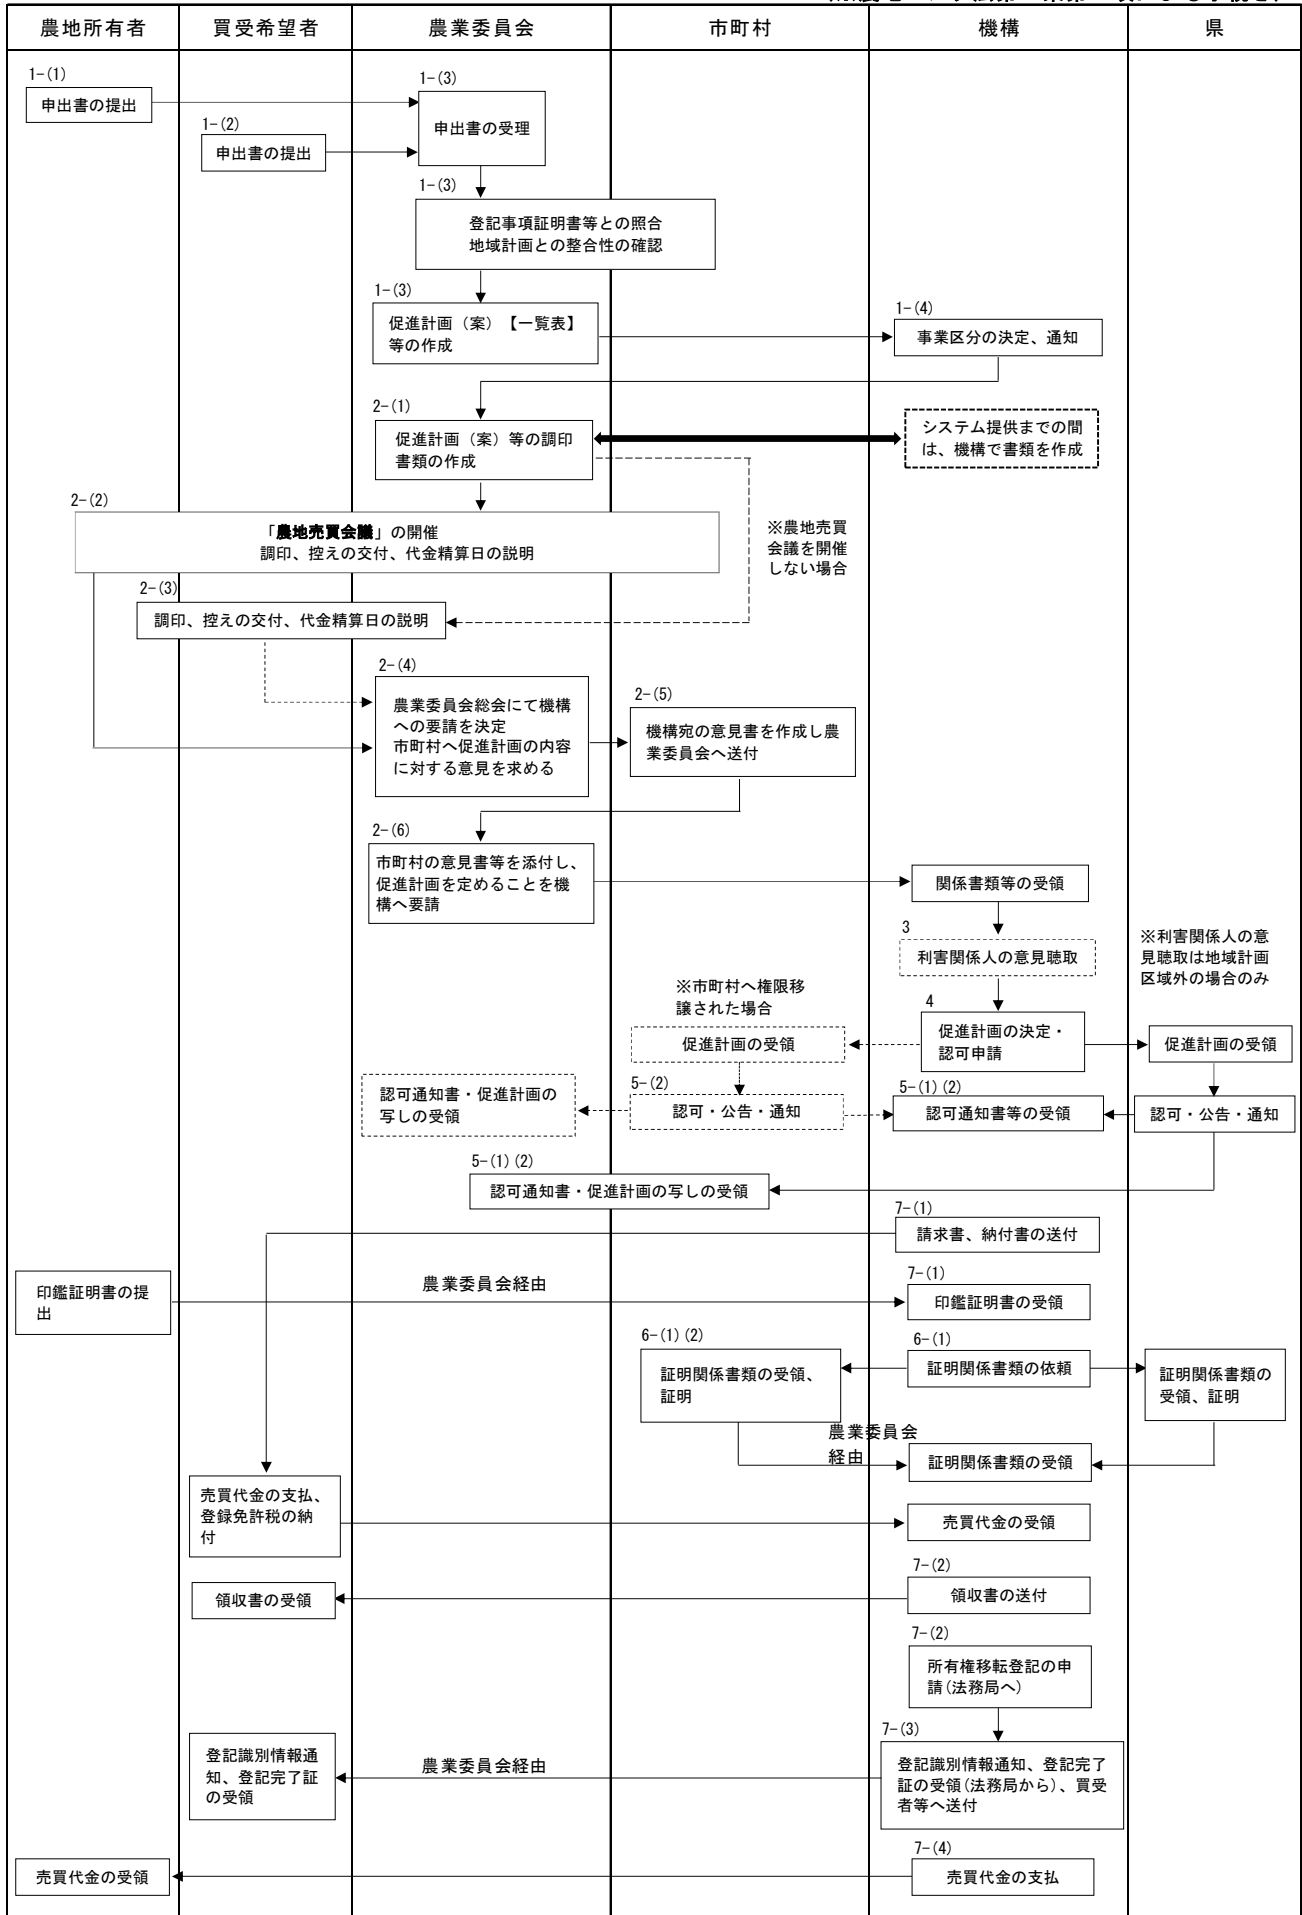 農地所有者
買受希望者
農業委員会
市町村
機構
県
1-(1)
申出書の提出
1-(2)
申出書の提出
1-(3)
申出書の受理
1-(3)
登記事項証明書等との照合
地域計画との整合性の確認
1-(3)
促進計画（案）【一覧表】
等の作成
1-(4)
事業区分の決定、通知
2-(1)
促進計画（案）等の調印
書類の作成
システム提供までの間
は、機構で書類を作成
2-(2)
「農地売買会議」の開催
調印、控えの交付、代金精算日の説明
※農地売買
会議を開催
しない場合
2-(3)
調印、控えの交付、代金精算日の説明
2-(4)
農業委員会総会にて機構
への要請を決定
市町村へ促進計画の内容
に対する意見を求める
2-(5)
機構宛の意見書を作成し農
業委員会へ送付
2-(6)
市町村の意見書等を添付し、
促進計画を定めることを機
構へ要請
関係書類等の受領
3
利害関係人の意見聴取
※利害関係人の意
見聴取は地域計画
区域外の場合のみ
※市町村へ権限移
譲された場合
4
促進計画の決定・
認可申請
促進計画の受領
促進計画の受領
認可通知書・促進計画の
写しの受領
5-(2)
認可・公告・通知
5-(1)(2)
認可通知書等の受領
認可・公告・通知
5-(1)(2)
認可通知書・促進計画の写しの受領
7-(1)
請求書、納付書の送付
印鑑証明書の提
出
農業委員会経由
7-(1)
印鑑証明書の受領
6-(1)(2)
証明関係書類の受領、
証明
6-(1)
証明関係書類の依頼
証明関係書類の
受領、証明
農業委員会
経由
証明関係書類の受領
売買代金の支払、
登録免許税の納
付
売買代金の受領
7-(2)
領収書の送付
領収書の受領
7-(2)
所有権移転登記の申
請(法務局へ)
7-(3)
登記識別情報通知、登記完了
証の受領(法務局から)、買受
者等へ送付
農業委員会経由
登記識別情報通
知、登記完了証
の受領
7-(4)
売買代金の支払
売買代金の受領